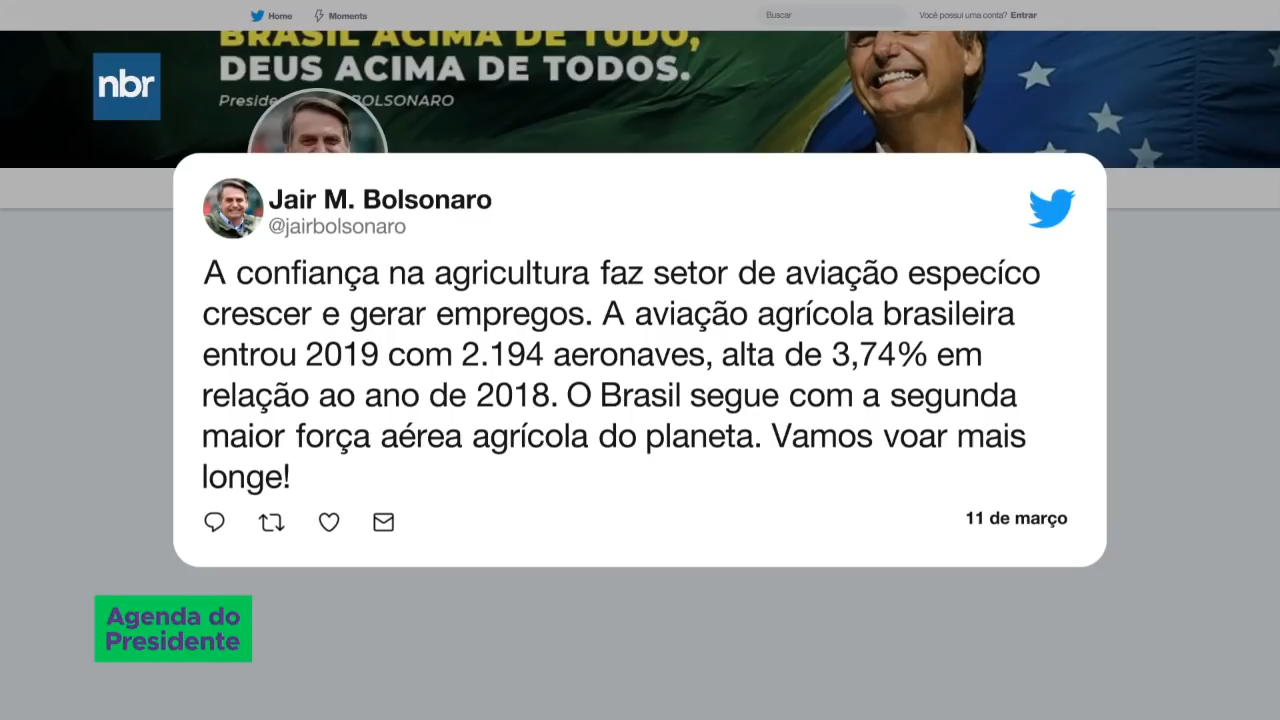 Home Moments Buscar Você possui uma conta? Entrar
BRASIL ACIMA DE TUDO,
DEUS ACIMA DE TODOS.
nbr
Preside BOLSONARO
Jair M. Bolsonaro
@jairbolsonaro
A confiança na agricultura faz setor de aviação especíco
crescer e gerar empregos. A aviação agrícola brasileira
entrou 2019 com 2.194 aeronaves, alta de 3,74% em
relação ao ano de 2018. O Brasil segue com a segunda
maior força aérea agrícola do planeta. Vamos voar mais
longe!
11 de março
Agenda do
Presidente